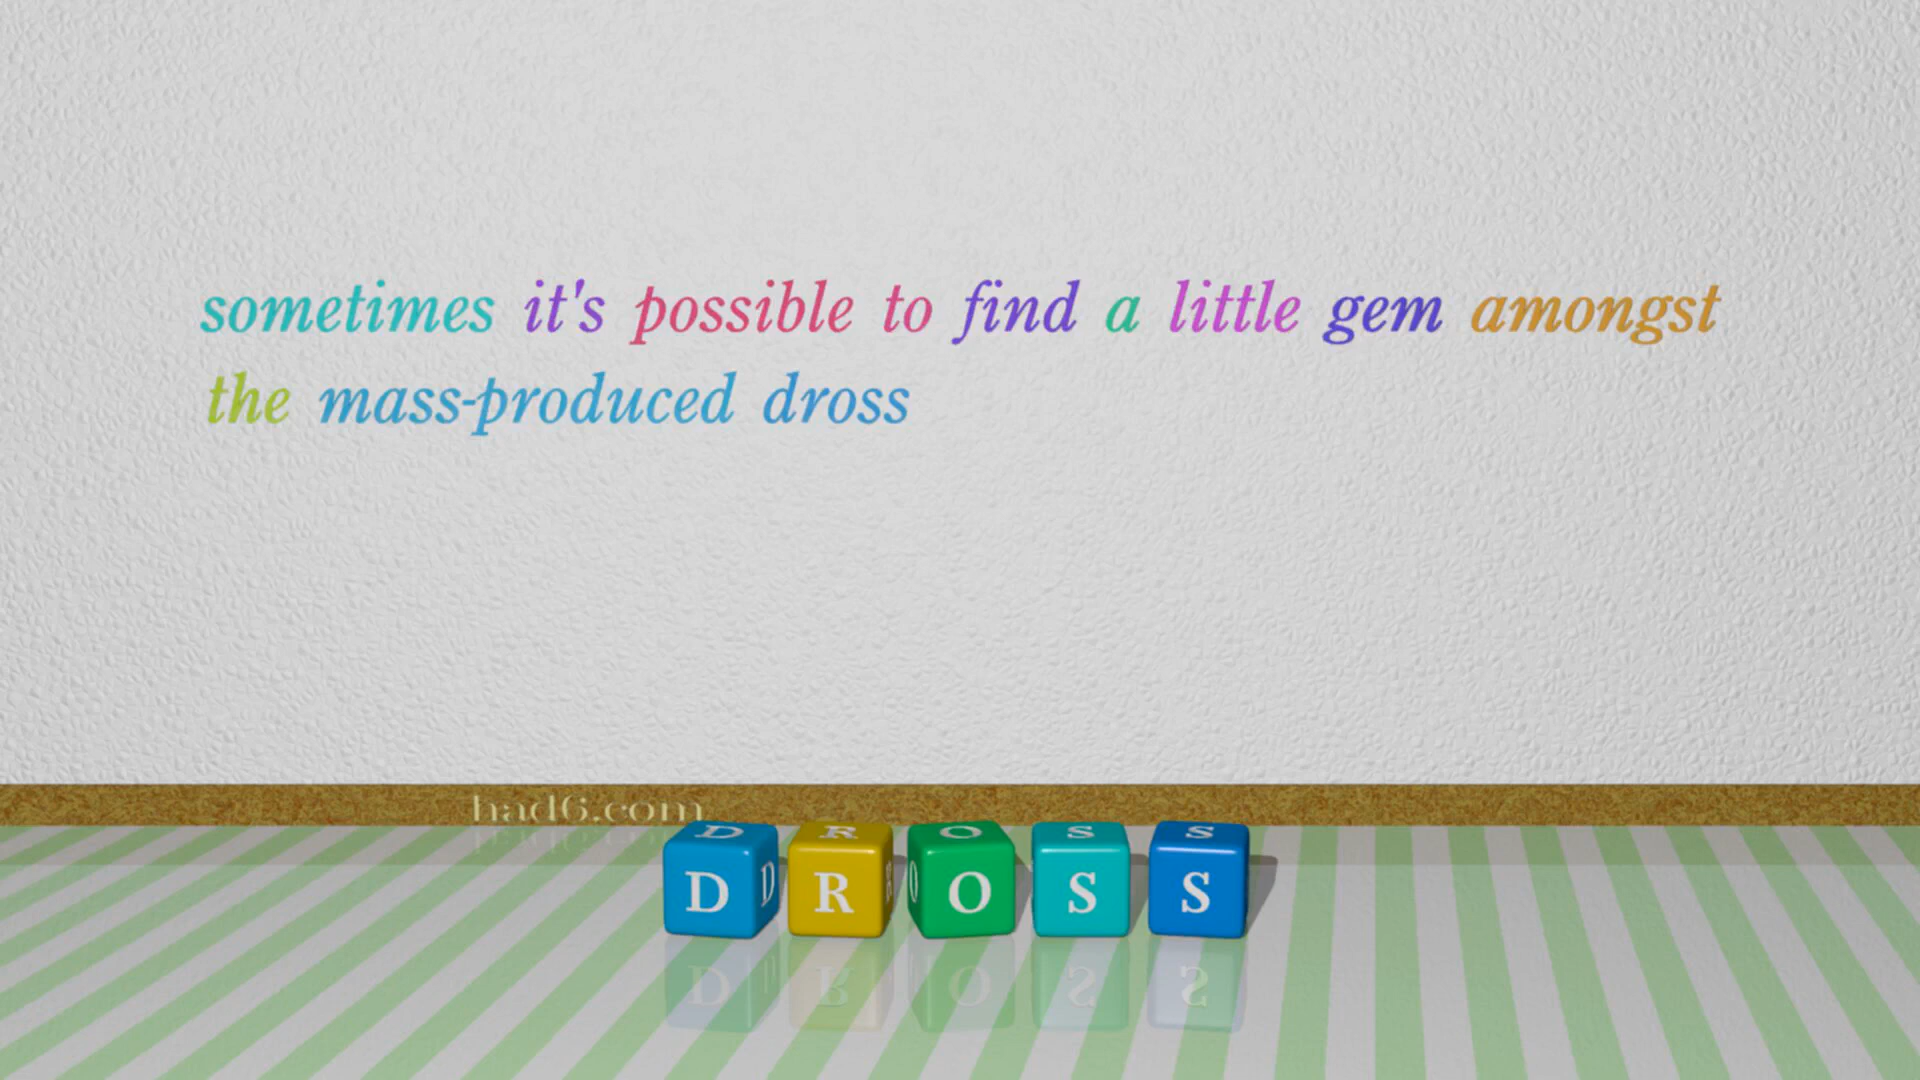 sometimes it's possible to find a little gem amongst
the mass-produced dross
had6.com
D R O S S